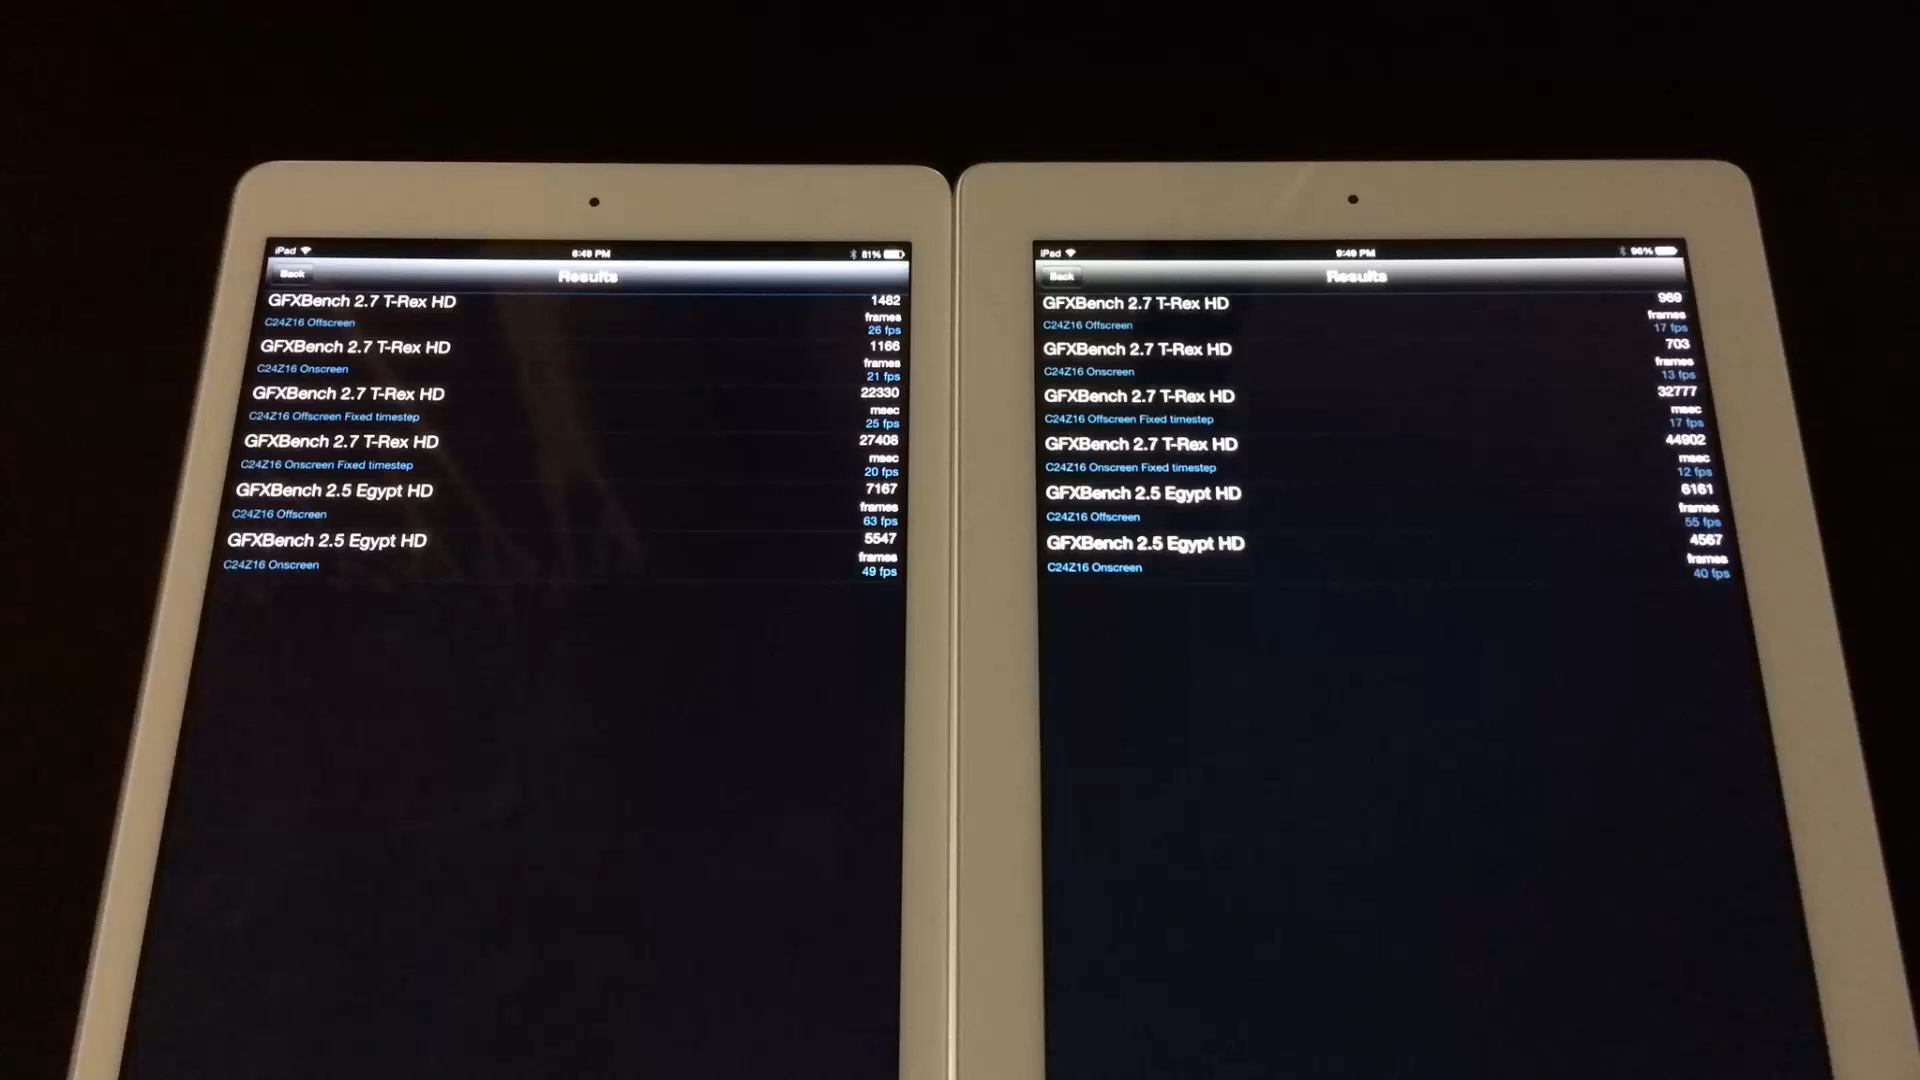 iPad
6:49 PM
81%
Back
Results
GFXBench 2.7 T-Rex HD
1482
frames
C24Z16 Offscreen
26 fps
GFXBench 2.7 T-Rex HD
1166
frames
C24Z16 Onscreen
21 fps
GFXBench 2.7 T-Rex HD
22330
msec
C24Z16 Offscreen Fixed timestep
25 fps
GFXBench 2.7 T-Rex HD
27408
msec
C24Z16 Onscreen Fixed timestep
20 fps
GFXBench 2.5 Egypt HD
7167
frames
C24Z16 Offscreen
63 fps
GFXBench 2.5 Egypt HD
5547
frames
C24Z16 Onscreen
49 fps
iPad
9:49 PM
96%
Back
Results
GFXBench 2.7 T-Rex HD
969
frames
C24Z16 Offscreen
17 fps
GFXBench 2.7 T-Rex HD
703
frames
C24Z16 Onscreen
13 fps
GFXBench 2.7 T-Rex HD
32777
msec
C24Z16 Offscreen Fixed timestep
17 fps
GFXBench 2.7 T-Rex HD
44902
msec
C24Z16 Onscreen Fixed timestep
12 fps
GFXBench 2.5 Egypt HD
6161
frames
C24Z16 Offscreen
55 fps
GFXBench 2.5 Egypt HD
4567
frames
C24Z16 Onscreen
40 fps